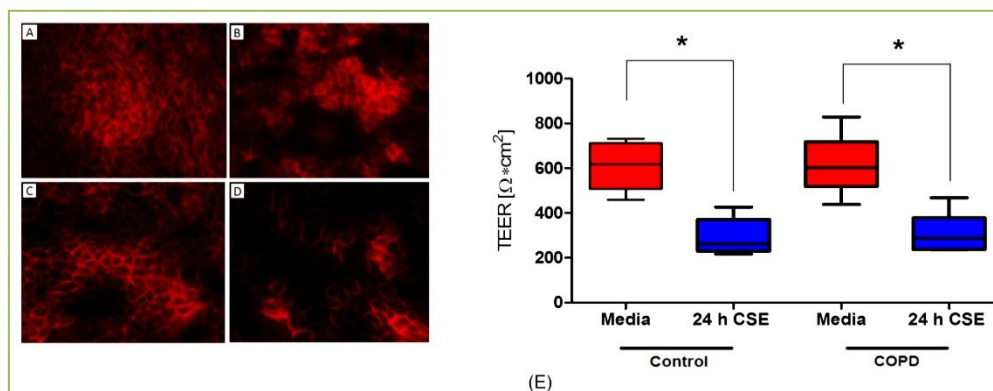 A
B
C
D
*
*
TEER [Ω*cm²]
1000
800
600
400
200
0
Media
24 h CSE
Media
24 h CSE
Control
COPD
(E)